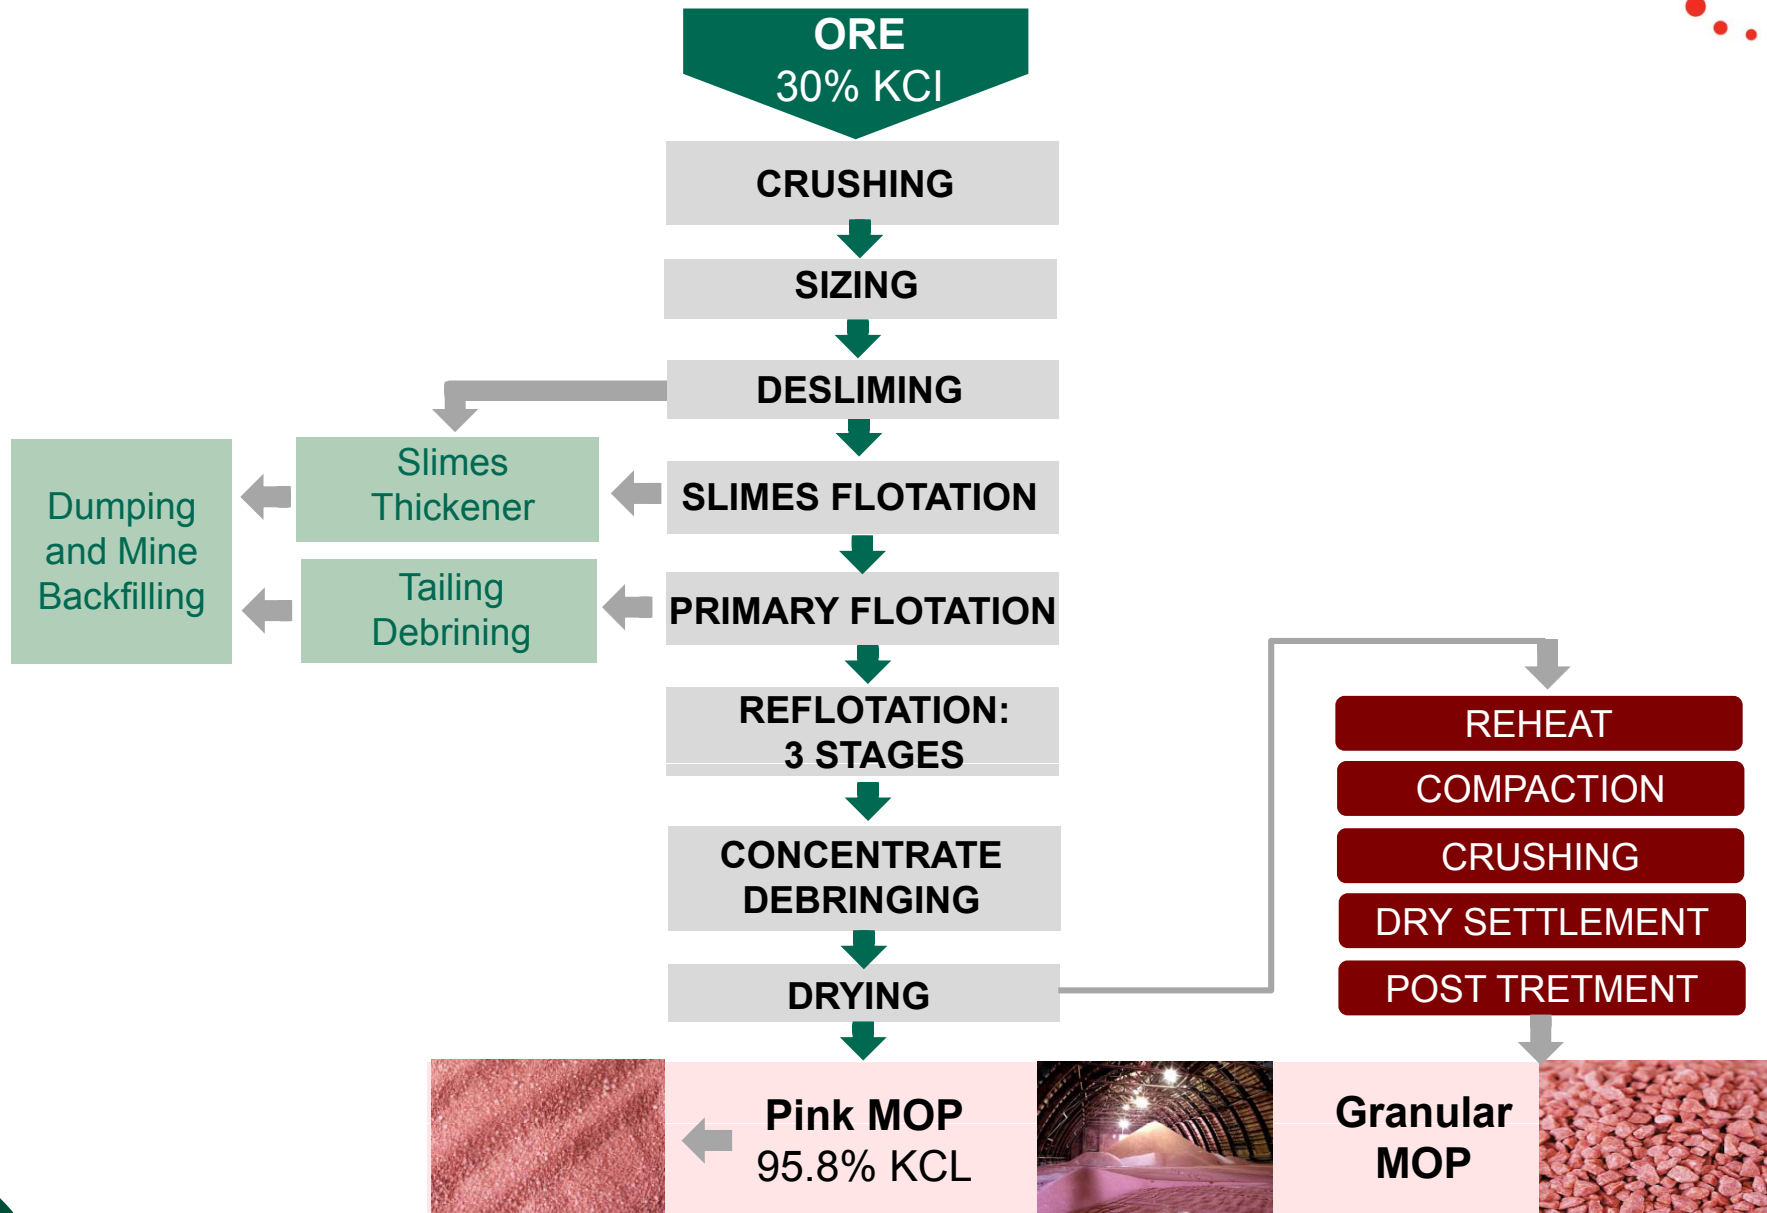 ORE
30% KCl
CRUSHING
SIZING
DESLIMING
SLIMES FLOTATION
PRIMARY FLOTATION
REFLOTATION:
3 STAGES
CONCENTRATE
DEBRINGING
DRYING
Slimes
Thickener
Tailing
Debrining
Dumping
and Mine
Backfilling
REHEAT
COMPACTION
CRUSHING
DRY SETTLEMENT
POST TRETMENT
Pink MOP
95.8% KCL
Granular
MOP